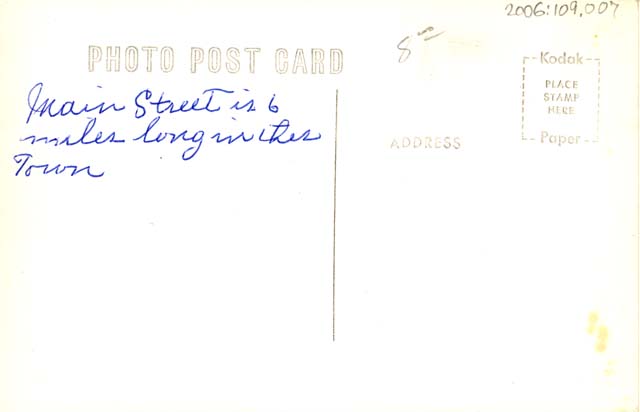 2006:109,007
8⁰⁰
PHOTO POST CARD
Kodak
PLACE
STAMP
HERE
Paper
ADDRESS
Main Street is 6
miles long in this
Town